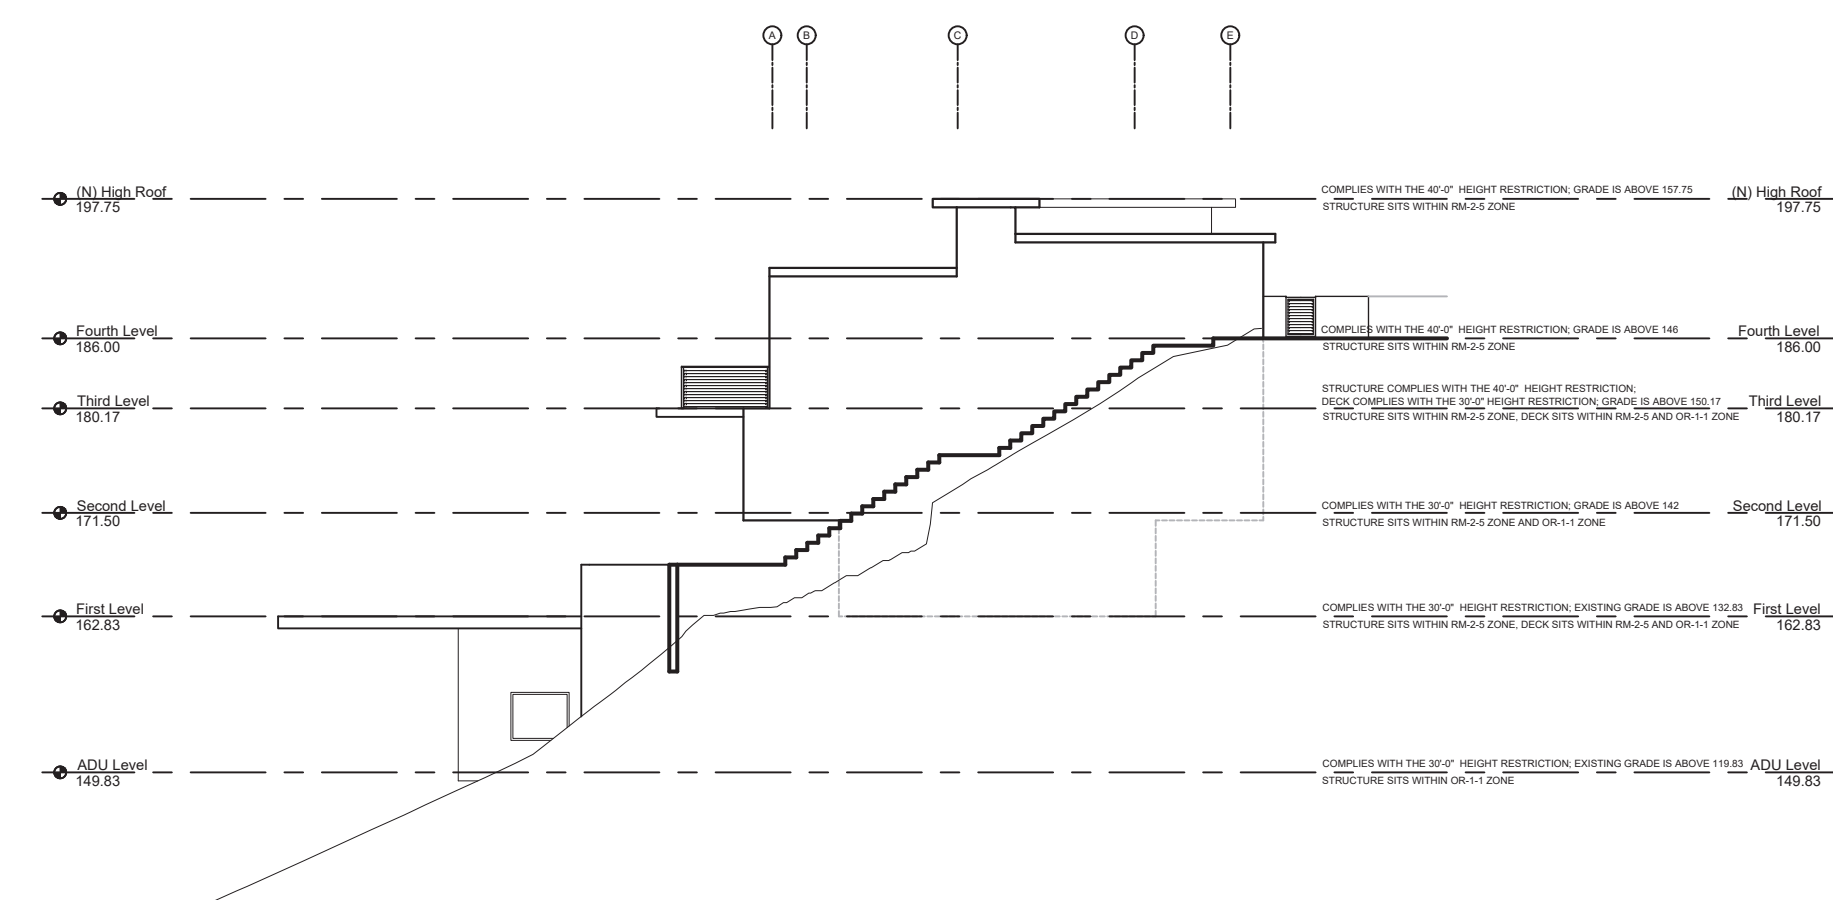 A B C D E
(N) High Roof
197.75
COMPLIES WITH THE 40'-0" HEIGHT RESTRICTION; GRADE IS ABOVE 157.75
STRUCTURE SITS WITHIN RM-2-5 ZONE
(N) High Roof
197.75
Fourth Level
186.00
COMPLIES WITH THE 40'-0" HEIGHT RESTRICTION; GRADE IS ABOVE 146
STRUCTURE SITS WITHIN RM-2-5 ZONE
Fourth Level
186.00
Third Level
180.17
STRUCTURE COMPLIES WITH THE 40'-0" HEIGHT RESTRICTION;
DECK COMPLIES WITH THE 30'-0" HEIGHT RESTRICTION; GRADE IS ABOVE 150.17
STRUCTURE SITS WITHIN RM-2-5 ZONE, DECK SITS WITHIN RM-2-5 AND OR-1-1 ZONE
Third Level
180.17
Second Level
171.50
COMPLIES WITH THE 30'-0" HEIGHT RESTRICTION; GRADE IS ABOVE 142
STRUCTURE SITS WITHIN RM-2-5 ZONE AND OR-1-1 ZONE
Second Level
171.50
First Level
162.83
COMPLIES WITH THE 30'-0" HEIGHT RESTRICTION; EXISTING GRADE IS ABOVE 132.83
STRUCTURE SITS WITHIN RM-2-5 ZONE, DECK SITS WITHIN RM-2-5 AND OR-1-1 ZONE
First Level
162.83
ADU Level
149.83
COMPLIES WITH THE 30'-0" HEIGHT RESTRICTION; EXISTING GRADE IS ABOVE 119.83
STRUCTURE SITS WITHIN OR-1-1 ZONE
ADU Level
149.83